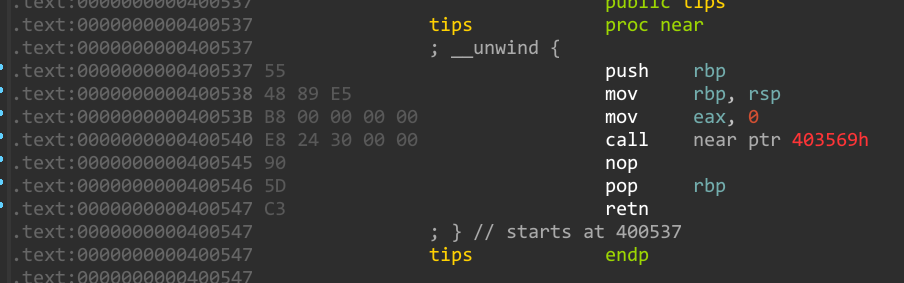 .text:0000000000400537 public tips
.text:0000000000400537 tips proc near
.text:0000000000400537 ; __unwind {
.text:0000000000400537 55 push rbp
.text:0000000000400538 48 89 E5 mov rbp, rsp
.text:000000000040053B B8 00 00 00 00 mov eax, 0
.text:0000000000400540 E8 24 30 00 00 call near ptr 403569h
.text:0000000000400545 90 nop
.text:0000000000400546 5D pop rbp
.text:0000000000400547 C3 retn
.text:0000000000400547 ; } // starts at 400537
.text:0000000000400547 tips endp
.text:0000000000400547